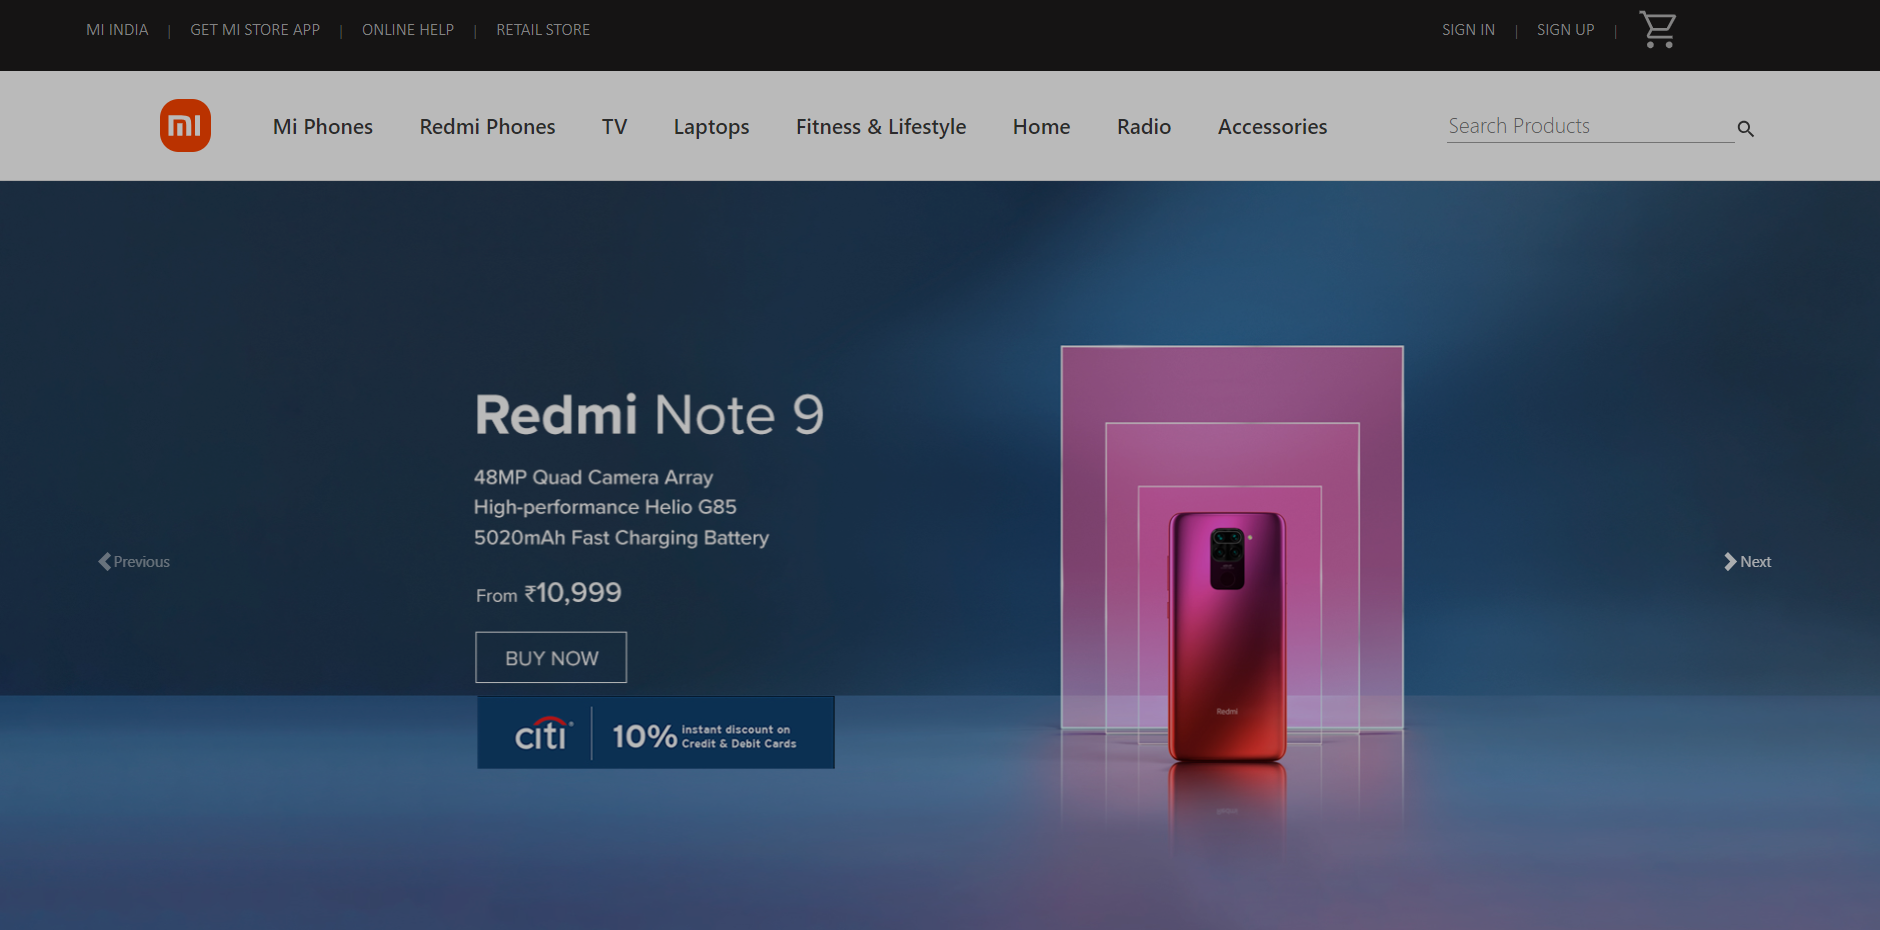 MI INDIA | GET MI STORE APP | ONLINE HELP | RETAIL STORE
SIGN IN | SIGN UP |
mi Mi Phones Redmi Phones TV Laptops Fitness & Lifestyle Home Radio Accessories Search Products
Redmi Note 9
48MP Quad Camera Array
High-performance Helio G85
5020mAh Fast Charging Battery
Previous
Next
From ₹10,999
BUY NOW
Redmi
citi
10% instant discount on
Credit & Debit Cards